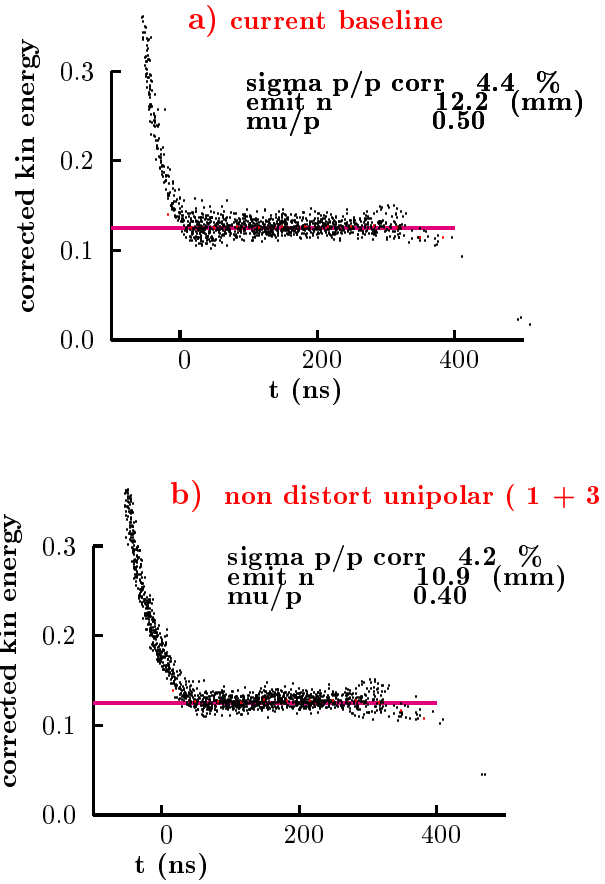 a) current baseline
sigma p/p corr 4.4 %
emit n 12.2 (mm)
mu/p 0.50
corrected kin energy
0.3
0.2
0.1
0.0
0 200 400
t (ns)
b) non distort unipolar ( 1 + 3
sigma p/p corr 4.2 %
emit n 10.9 (mm)
mu/p 0.40
corrected kin energy
0.3
0.2
0.1
0.0
0 200 400
t (ns)